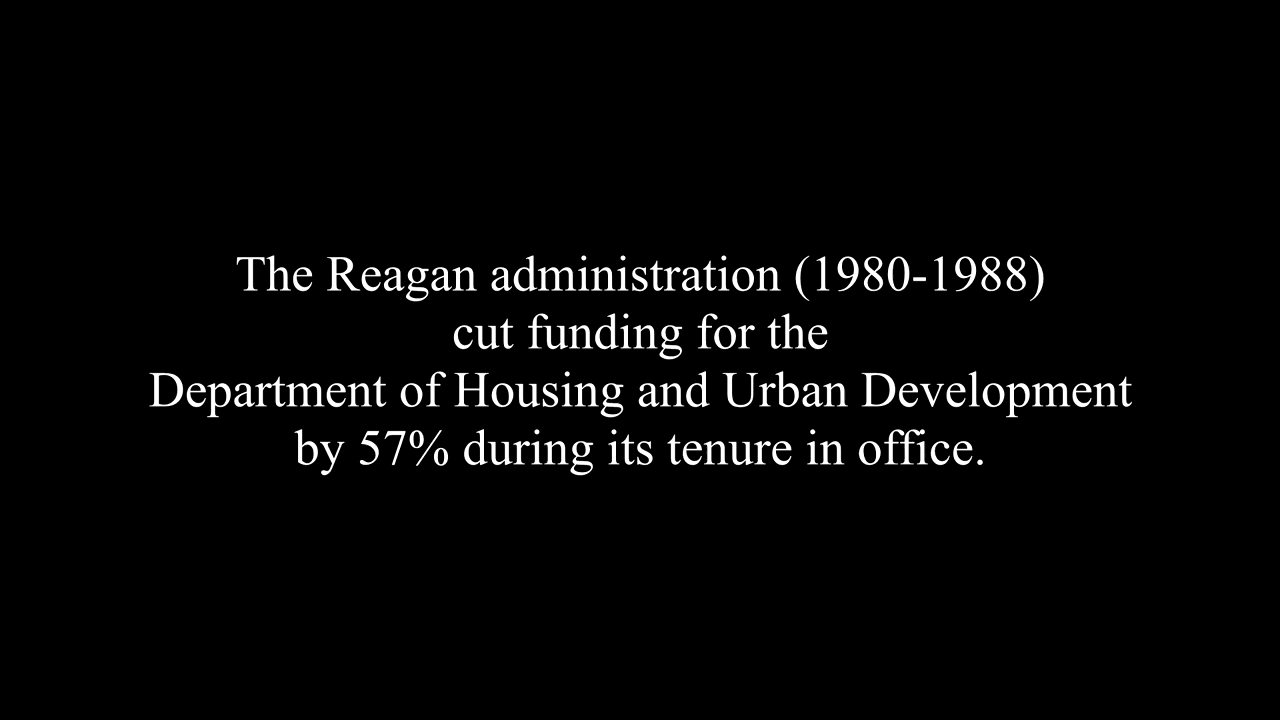 The Reagan administration (1980-1988)
cut funding for the
Department of Housing and Urban Development
by 57% during its tenure in office.